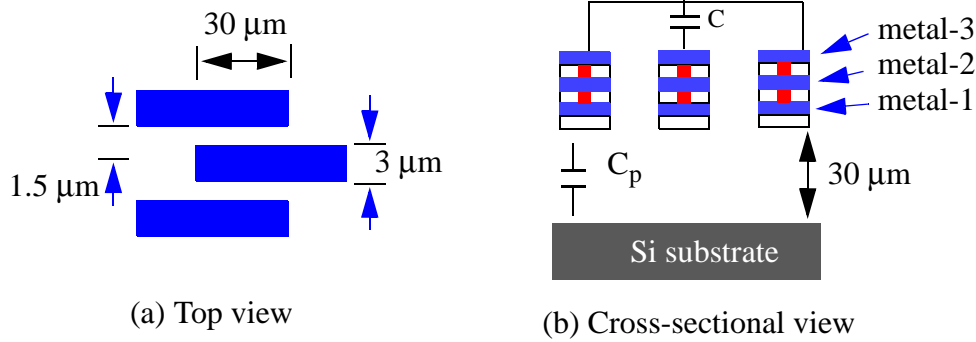 30 μm
1.5 μm
3 μm
(a) Top view
C
metal-3
metal-2
metal-1
Cp
30 μm
Si substrate
(b) Cross-sectional view